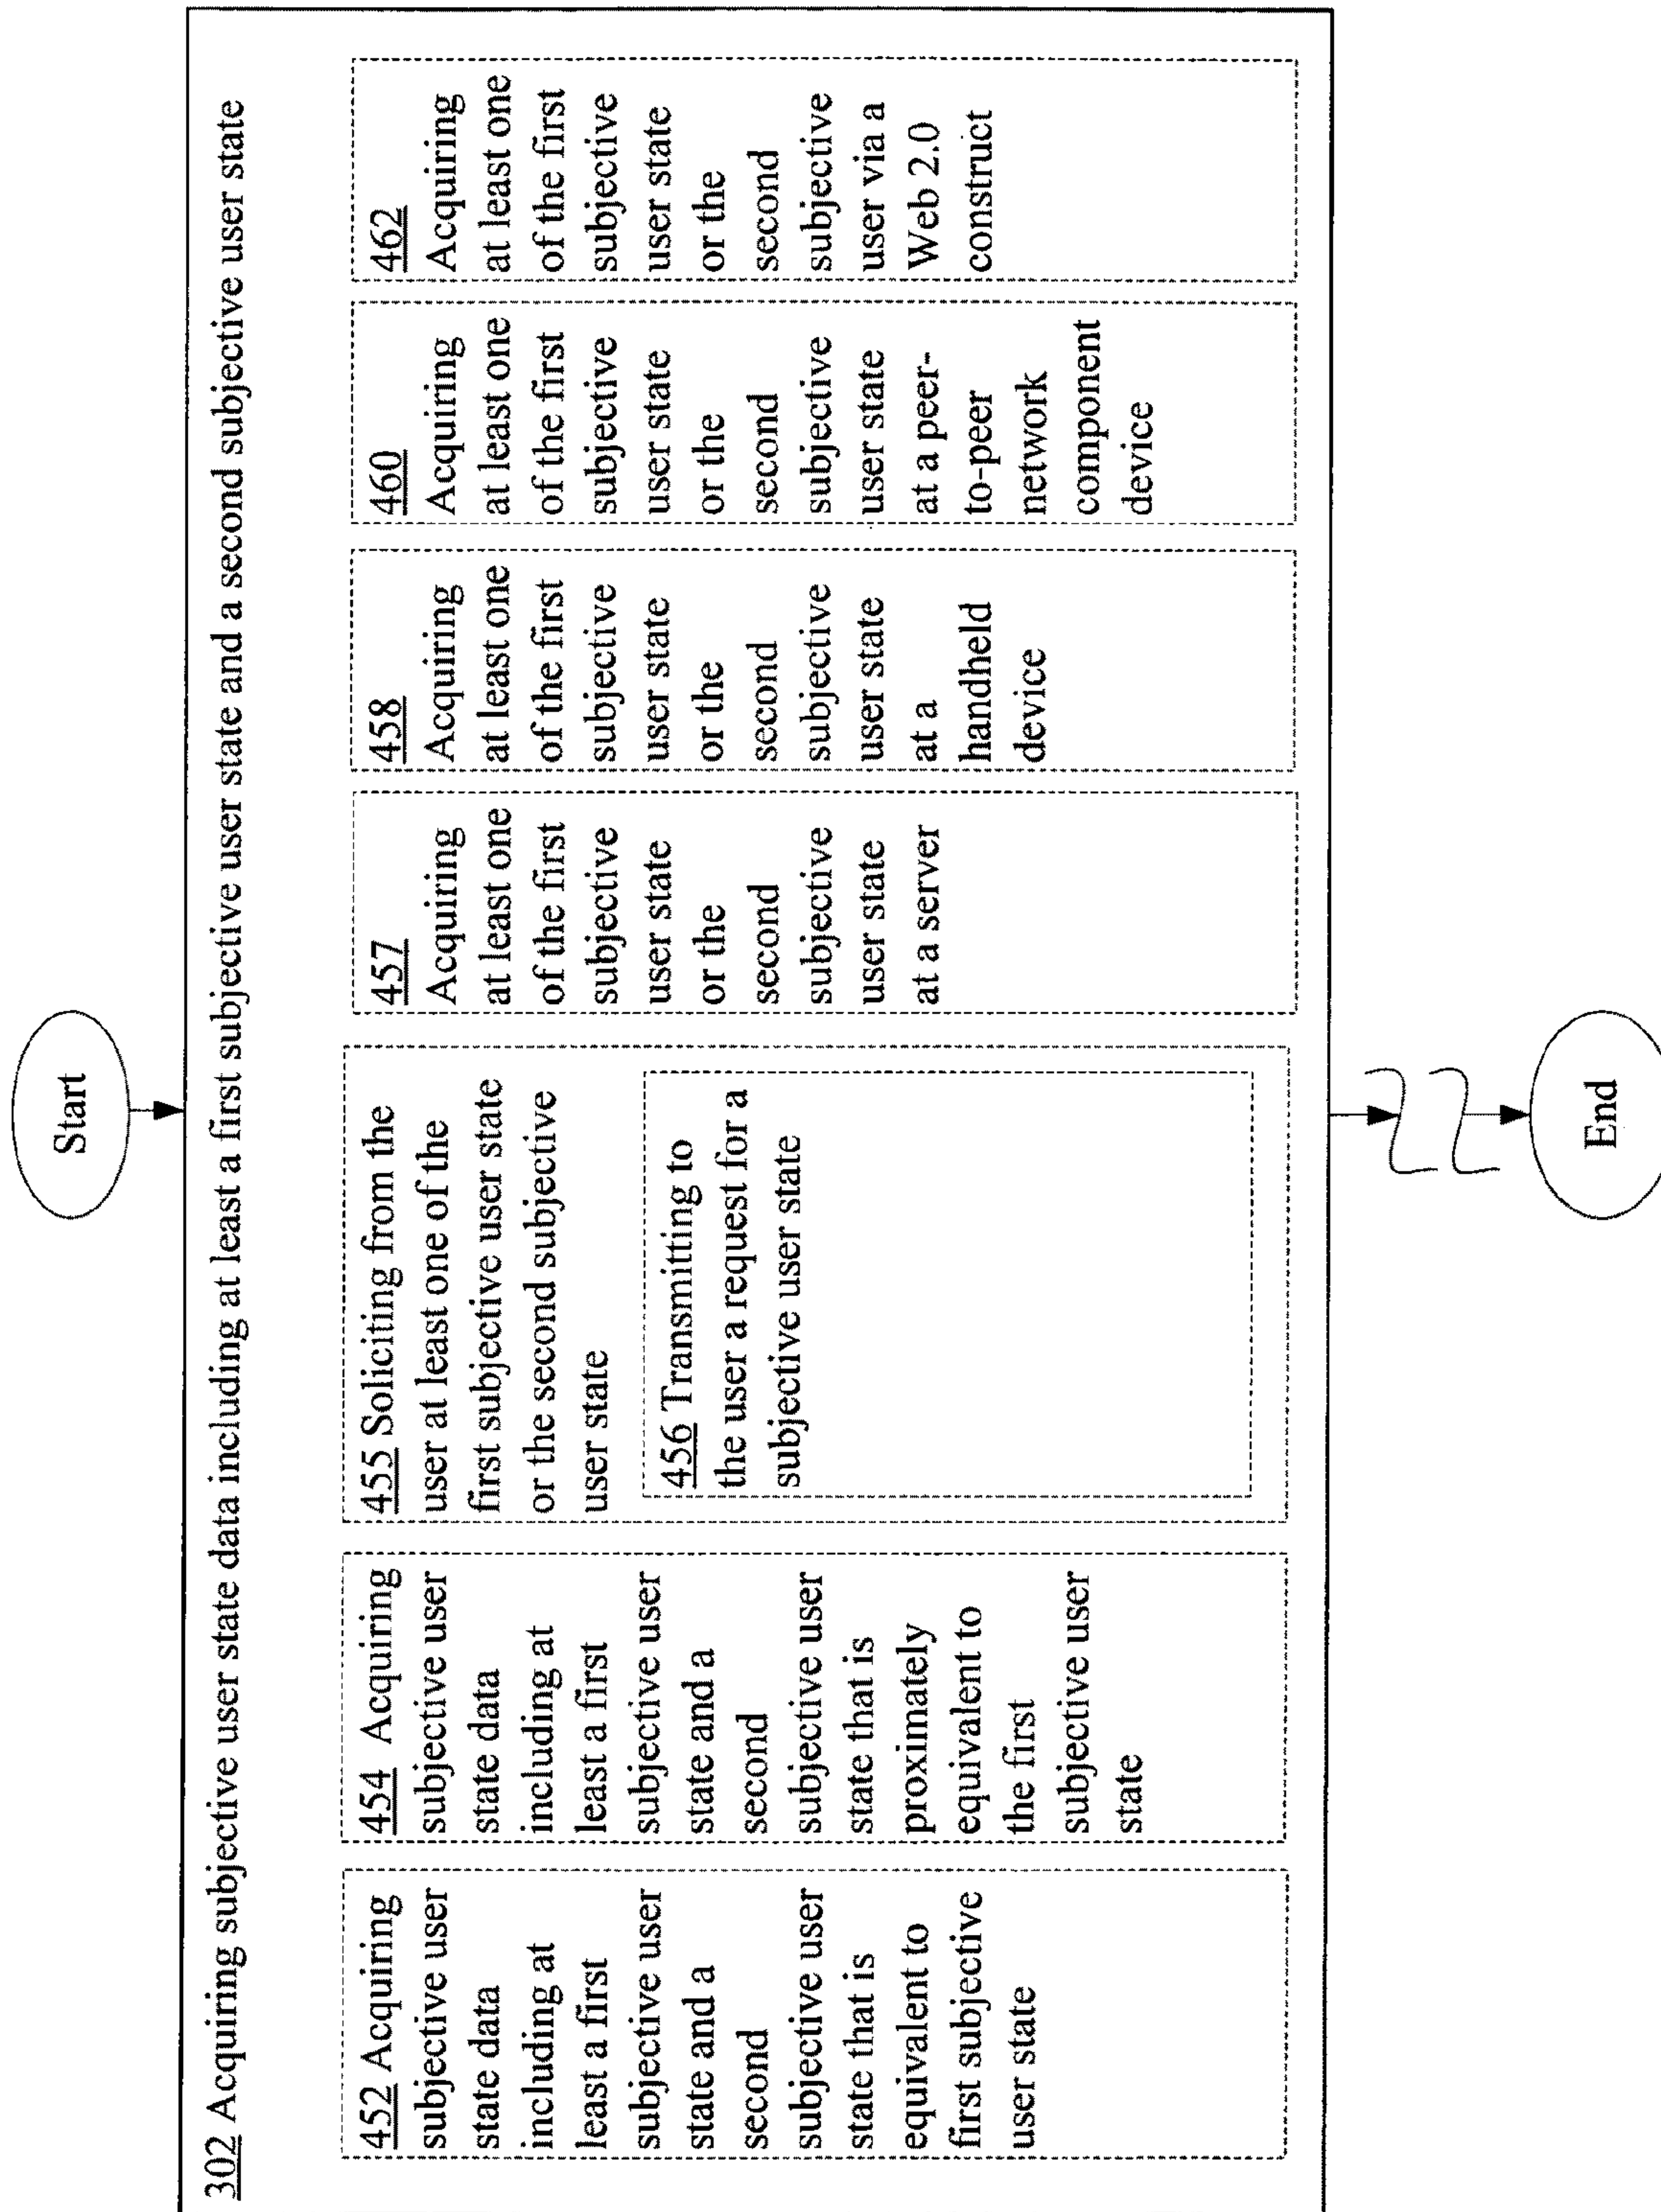 Start
302 Acquiring subjective user state data including at least a first subjective user state and a second subjective user state
452 Acquiring
subjective user
state data
including at
least a first
subjective user
state and a
second
subjective user
state that is
equivalent to
first subjective
user state
454 Acquiring
subjective user
state data
including at
least a first
subjective user
state and a
second
subjective user
state that is
proximately
equivalent to
the first
subjective user
state
455 Soliciting from the
user at least one of the
first subjective user state
or the second subjective
user state
456 Transmitting to
the user a request for a
subjective user state
457
Acquiring
at least one
of the first
subjective
user state
or the
second
subjective
user state
at a server
458
Acquiring
at least one
of the first
subjective
user state
or the
second
subjective
user state
at a
handheld
device
460
Acquiring
at least one
of the first
subjective
user state
or the
second
subjective
user state
at a peer-
to-peer
network
component
device
462
Acquiring
at least one
of the first
subjective
user state
or the
second
subjective
user via a
Web 2.0
construct
End